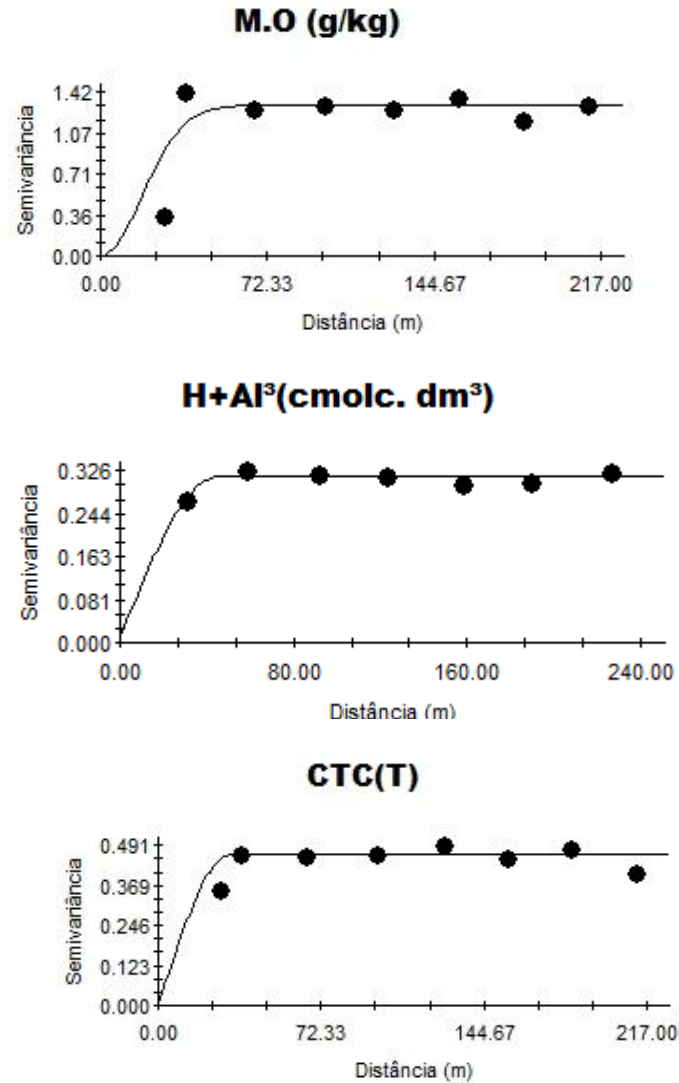 M.O (g/kg)
Semivariância
1.42
1.07
0.71
0.36
0.00
0.00 72.33 144.67 217.00
Distância (m)
H+Al³(cmolc. dm³)
Semivariância
0.326
0.244
0.163
0.081
0.000
0.00 80.00 160.00 240.00
Distância (m)
CTC(T)
Semivariância
0.491
0.369
0.246
0.123
0.000
0.00 72.33 144.67 217.00
Distância (m)